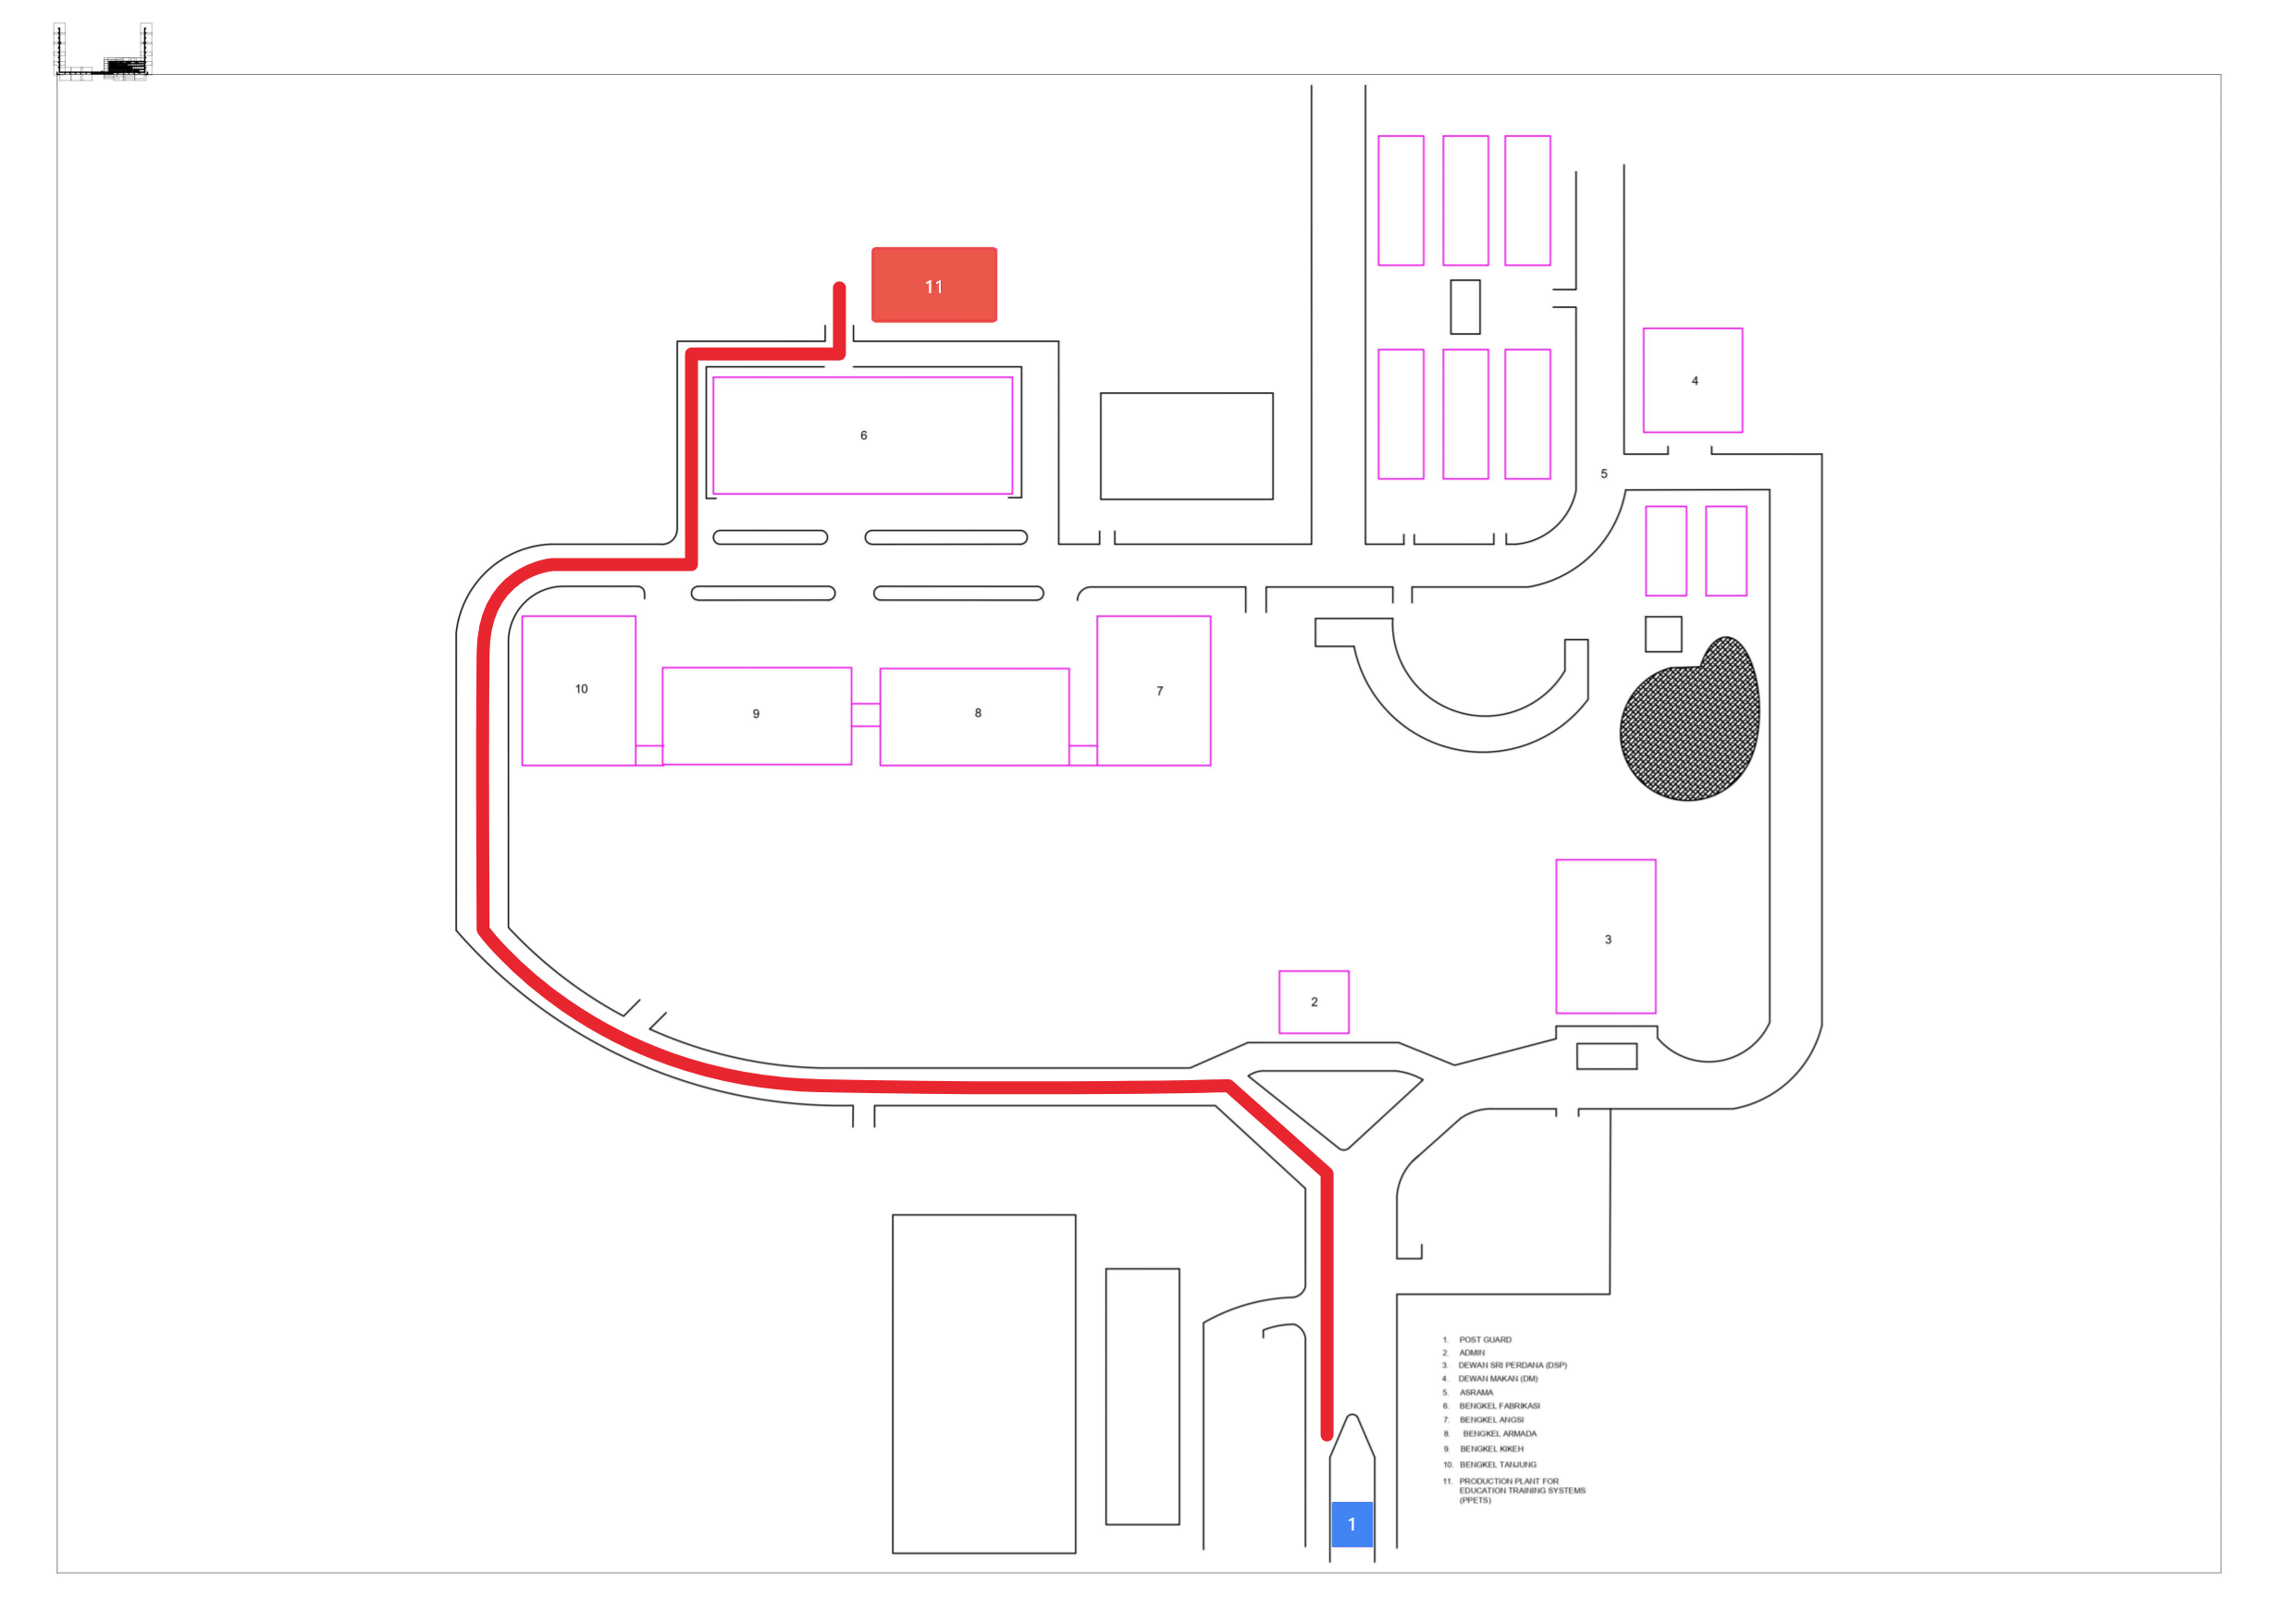 11
4
6
5
10
7
9
8
3
2
1. POST GUARD
2. ADMIN
3. DEWAN SRI PERDANA (DSP)
4. DEWAN MAKAN (DM)
5. ASRAMA
6. BENGKEL FABRIKASI
7. BENGKEL ANGSI
8. BENGKEL ARMADA
9. BENGKEL KIKEH
10. BENGKEL TANJUNG
11. PRODUCTION PLANT FOR
EDUCATION TRAINING SYSTEMS
(PPETS)
1